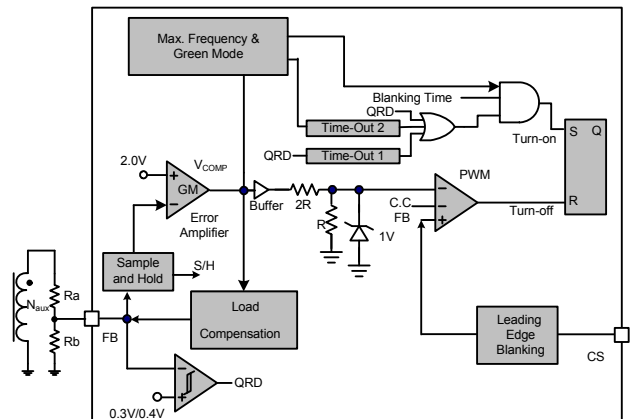 Max. Frequency &
Green Mode
Blanking Time
QRD
Time-Out 2
QRD
Time-Out 1
Turn-on
S
Q
R
Turn-off
2.0V
GM
VCOMP
Error
Amplifier
Buffer
2R
R
1V
C.C
FB
PWM
Sample
and Hold
S/H
Naux
Ra
Rb
FB
Load
Compensation
Leading
Edge
Blanking
CS
QRD
0.3V/0.4V